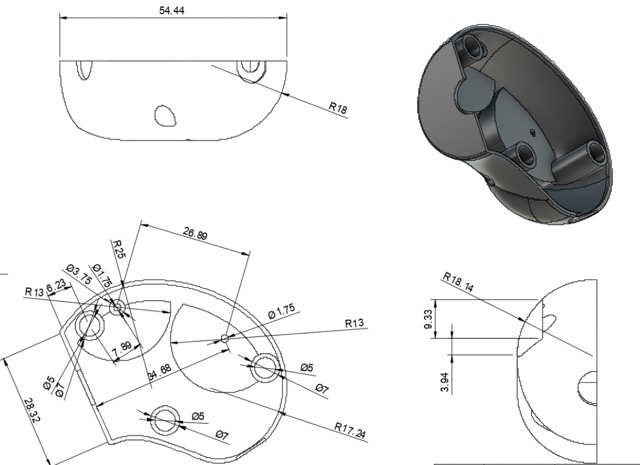 54.44
R18
26.89
R25
Ø1.75
Ø3.75
6.23
R13
Ø1.75
R13
7.89
34.68
Ø5
Ø7
Ø5
Ø7
28.32
Ø5
Ø7
R17.24
R18.14
9.33
3.94